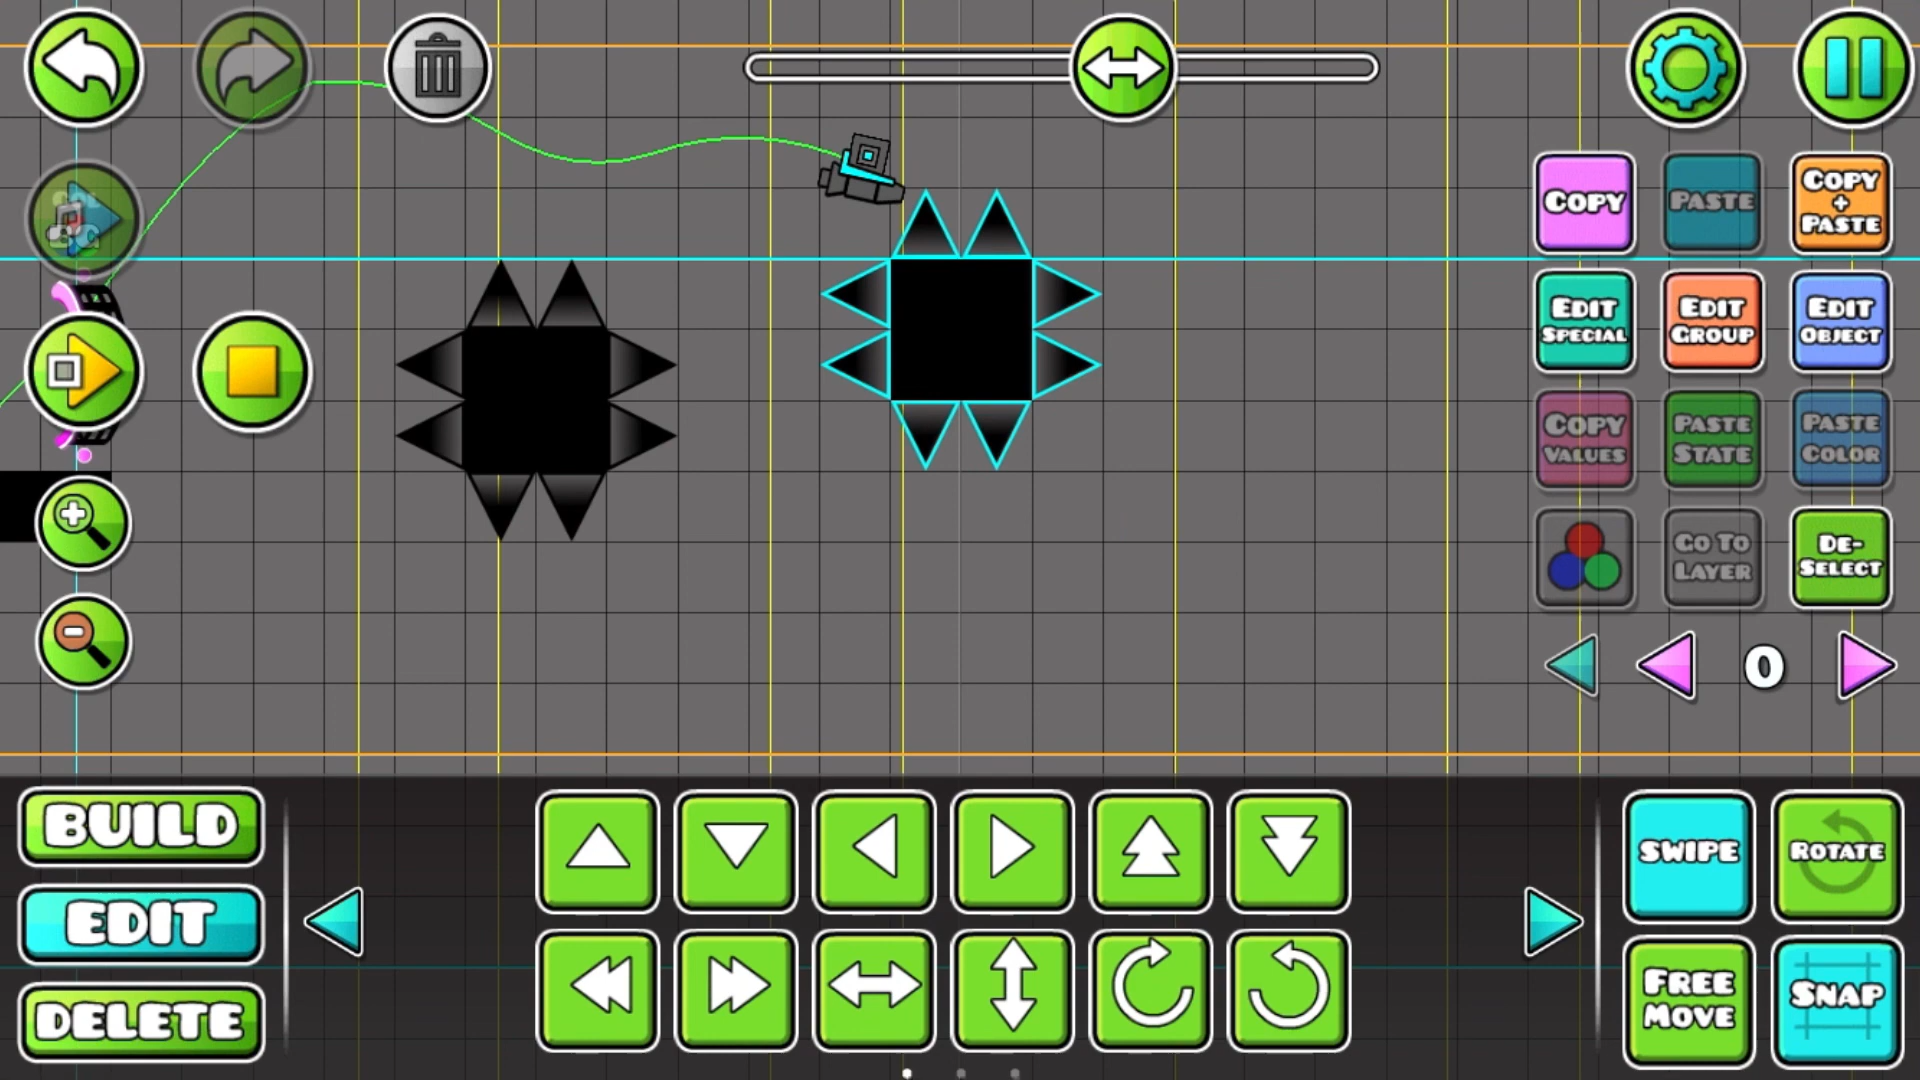 COPY
PASTE
COPY
+
PASTE
EDIT
SPECIAL
EDIT
GROUP
EDIT
OBJECT
COPY
VALUES
PASTE
STATE
PASTE
COLOR
GO TO
LAYER
DE-
SELECT
0
BUILD
EDIT
DELETE
SWIPE
ROTATE
FREE
MOVE
SNAP